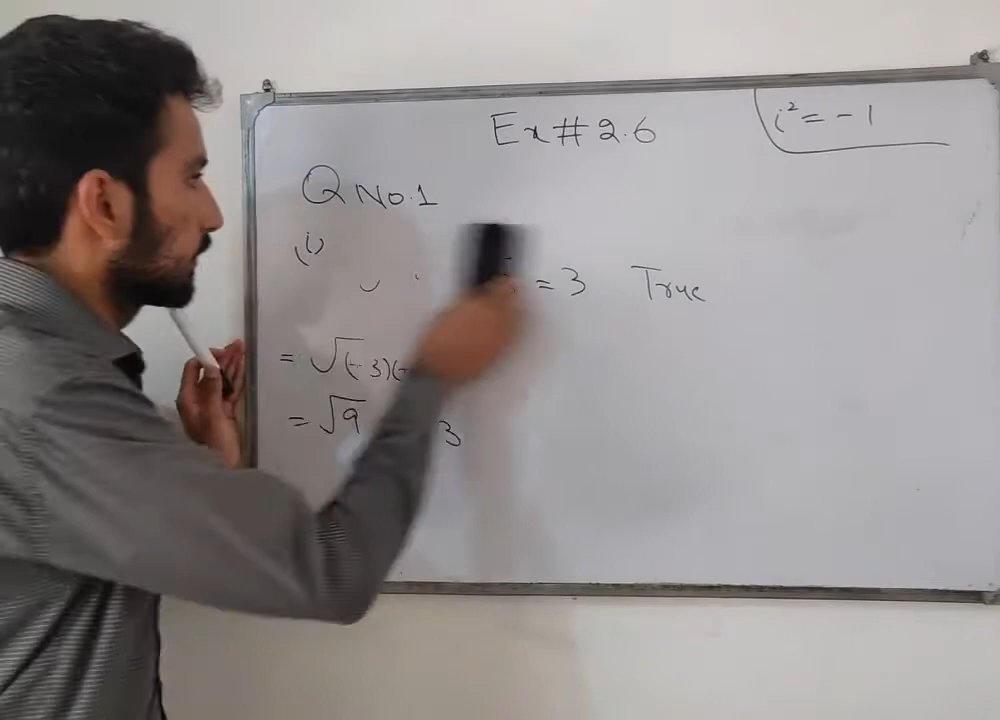 Ex # 2.6
i² = -1
Q No.1
(i)
= 3 True
= √(-3)(-
= √9
3